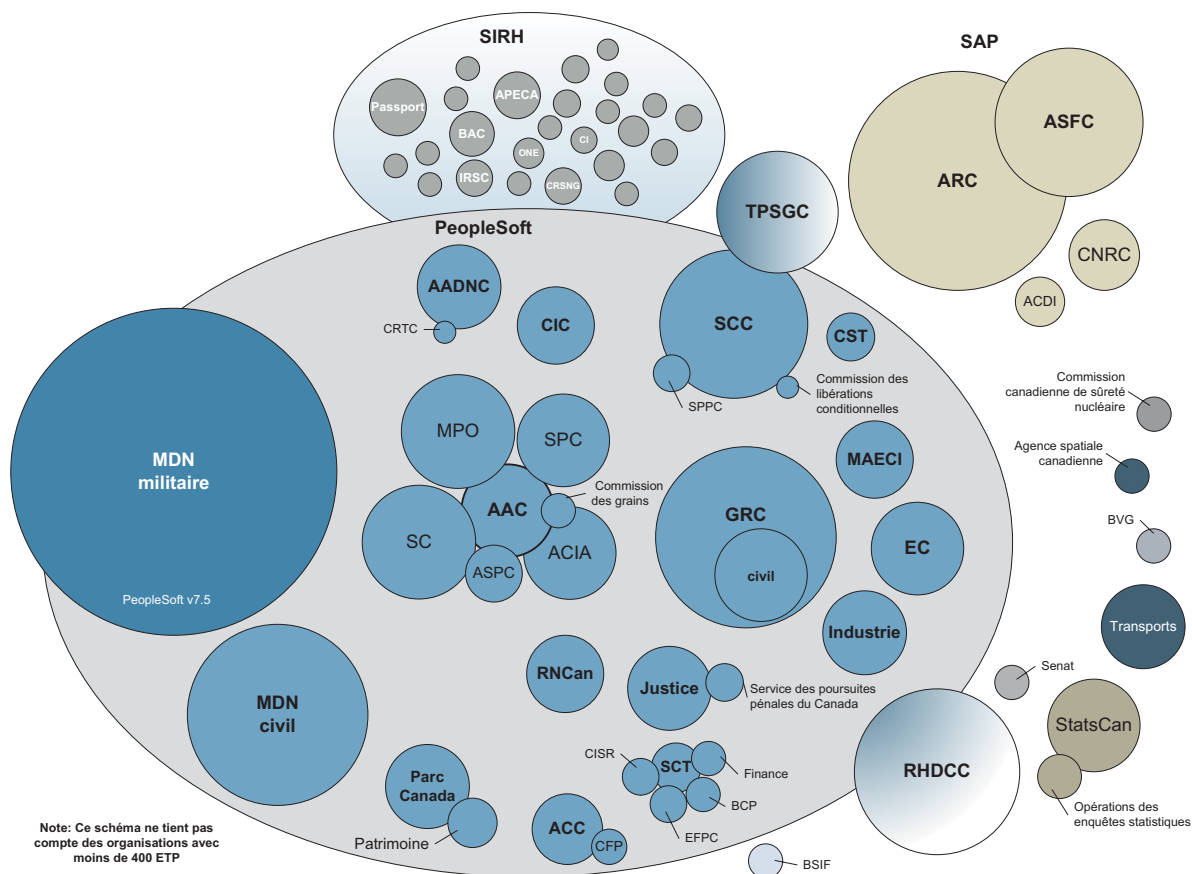 SIRH
SAP
Passport
APECA
BAC
ONE
CI
IRSC
CRSNG
ASFC
ARC
TPSGC
CNRC
ACDI
PeopleSoft
AADNC
CRTC
CIC
SCC
CST
SPPC
Commission des
libérations
conditionnelles
Commission
canadienne de sûreté
nucléaire
Agence spatiale
canadienne
BVG
MDN
militaire
PeopleSoft v7.5
MPO
SPC
MAECI
AAC
Commission
des grains
SC
ACIA
ASPC
GRC
civil
EC
Industrie
Transports
RNCan
Justice
Service des poursuites
pénales du Canada
Senat
StatsCan
MDN
civil
RHDCC
Opérations des
enquêtes statistiques
CISR
SCT
Finance
BCP
EFPC
Parc
Canada
Patrimoine
ACC
CFP
BSIF
Note: Ce schéma ne tient pas
compte des organisations avec
moins de 400 ETP